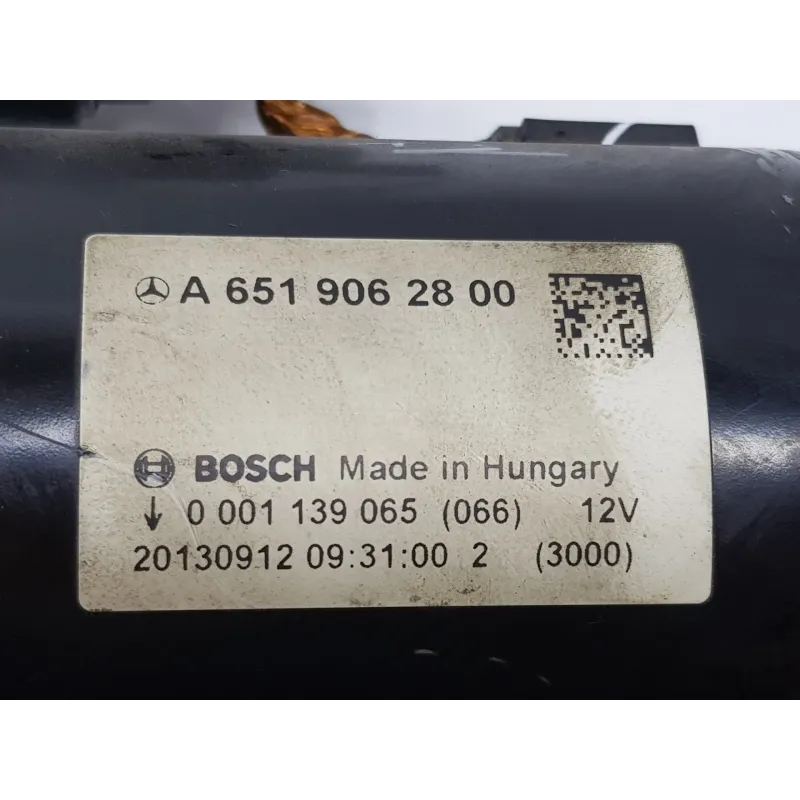 A 651 906 28 00
BOSCH Made in Hungary
↓ 0 001 139 065 (066) 12V
20130912 09:31:00 2 (3000)